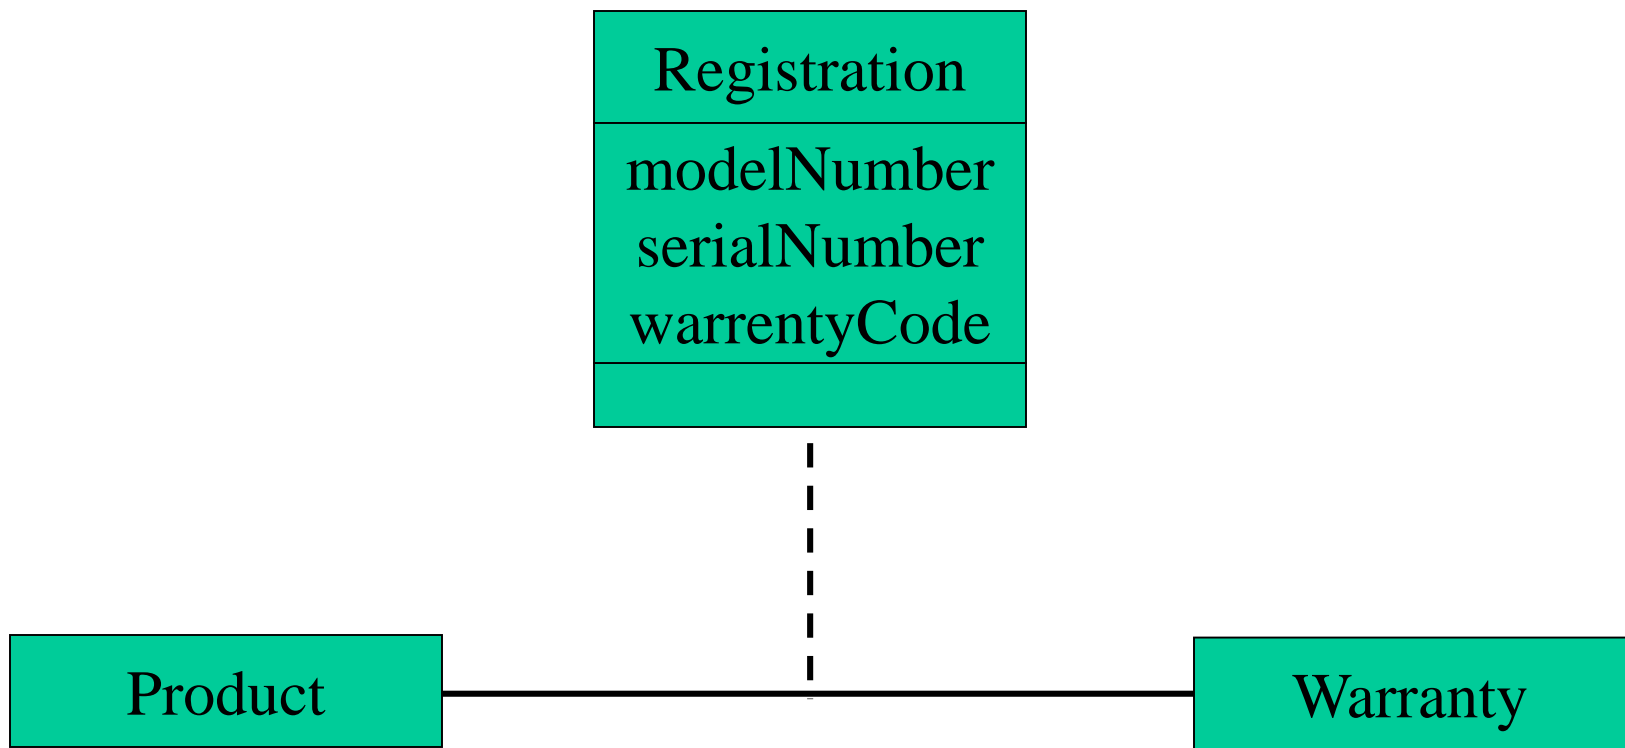 Registration
modelNumber
serialNumber
warrentyCode
Product
Warranty